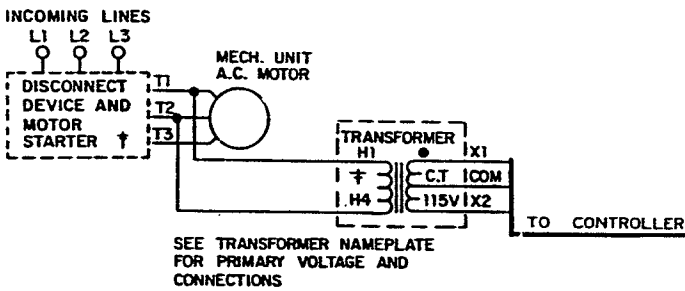 INCOMING LINES
L1 L2 L3
MECH. UNIT
A.C. MOTOR
DISCONNECT
DEVICE AND
MOTOR
STARTER
T1
T2
T3
TRANSFORMER
H1
X1
C.T
COM
H4
115V
X2
TO CONTROLLER
SEE TRANSFORMER NAMEPLATE
FOR PRIMARY VOLTAGE AND
CONNECTIONS